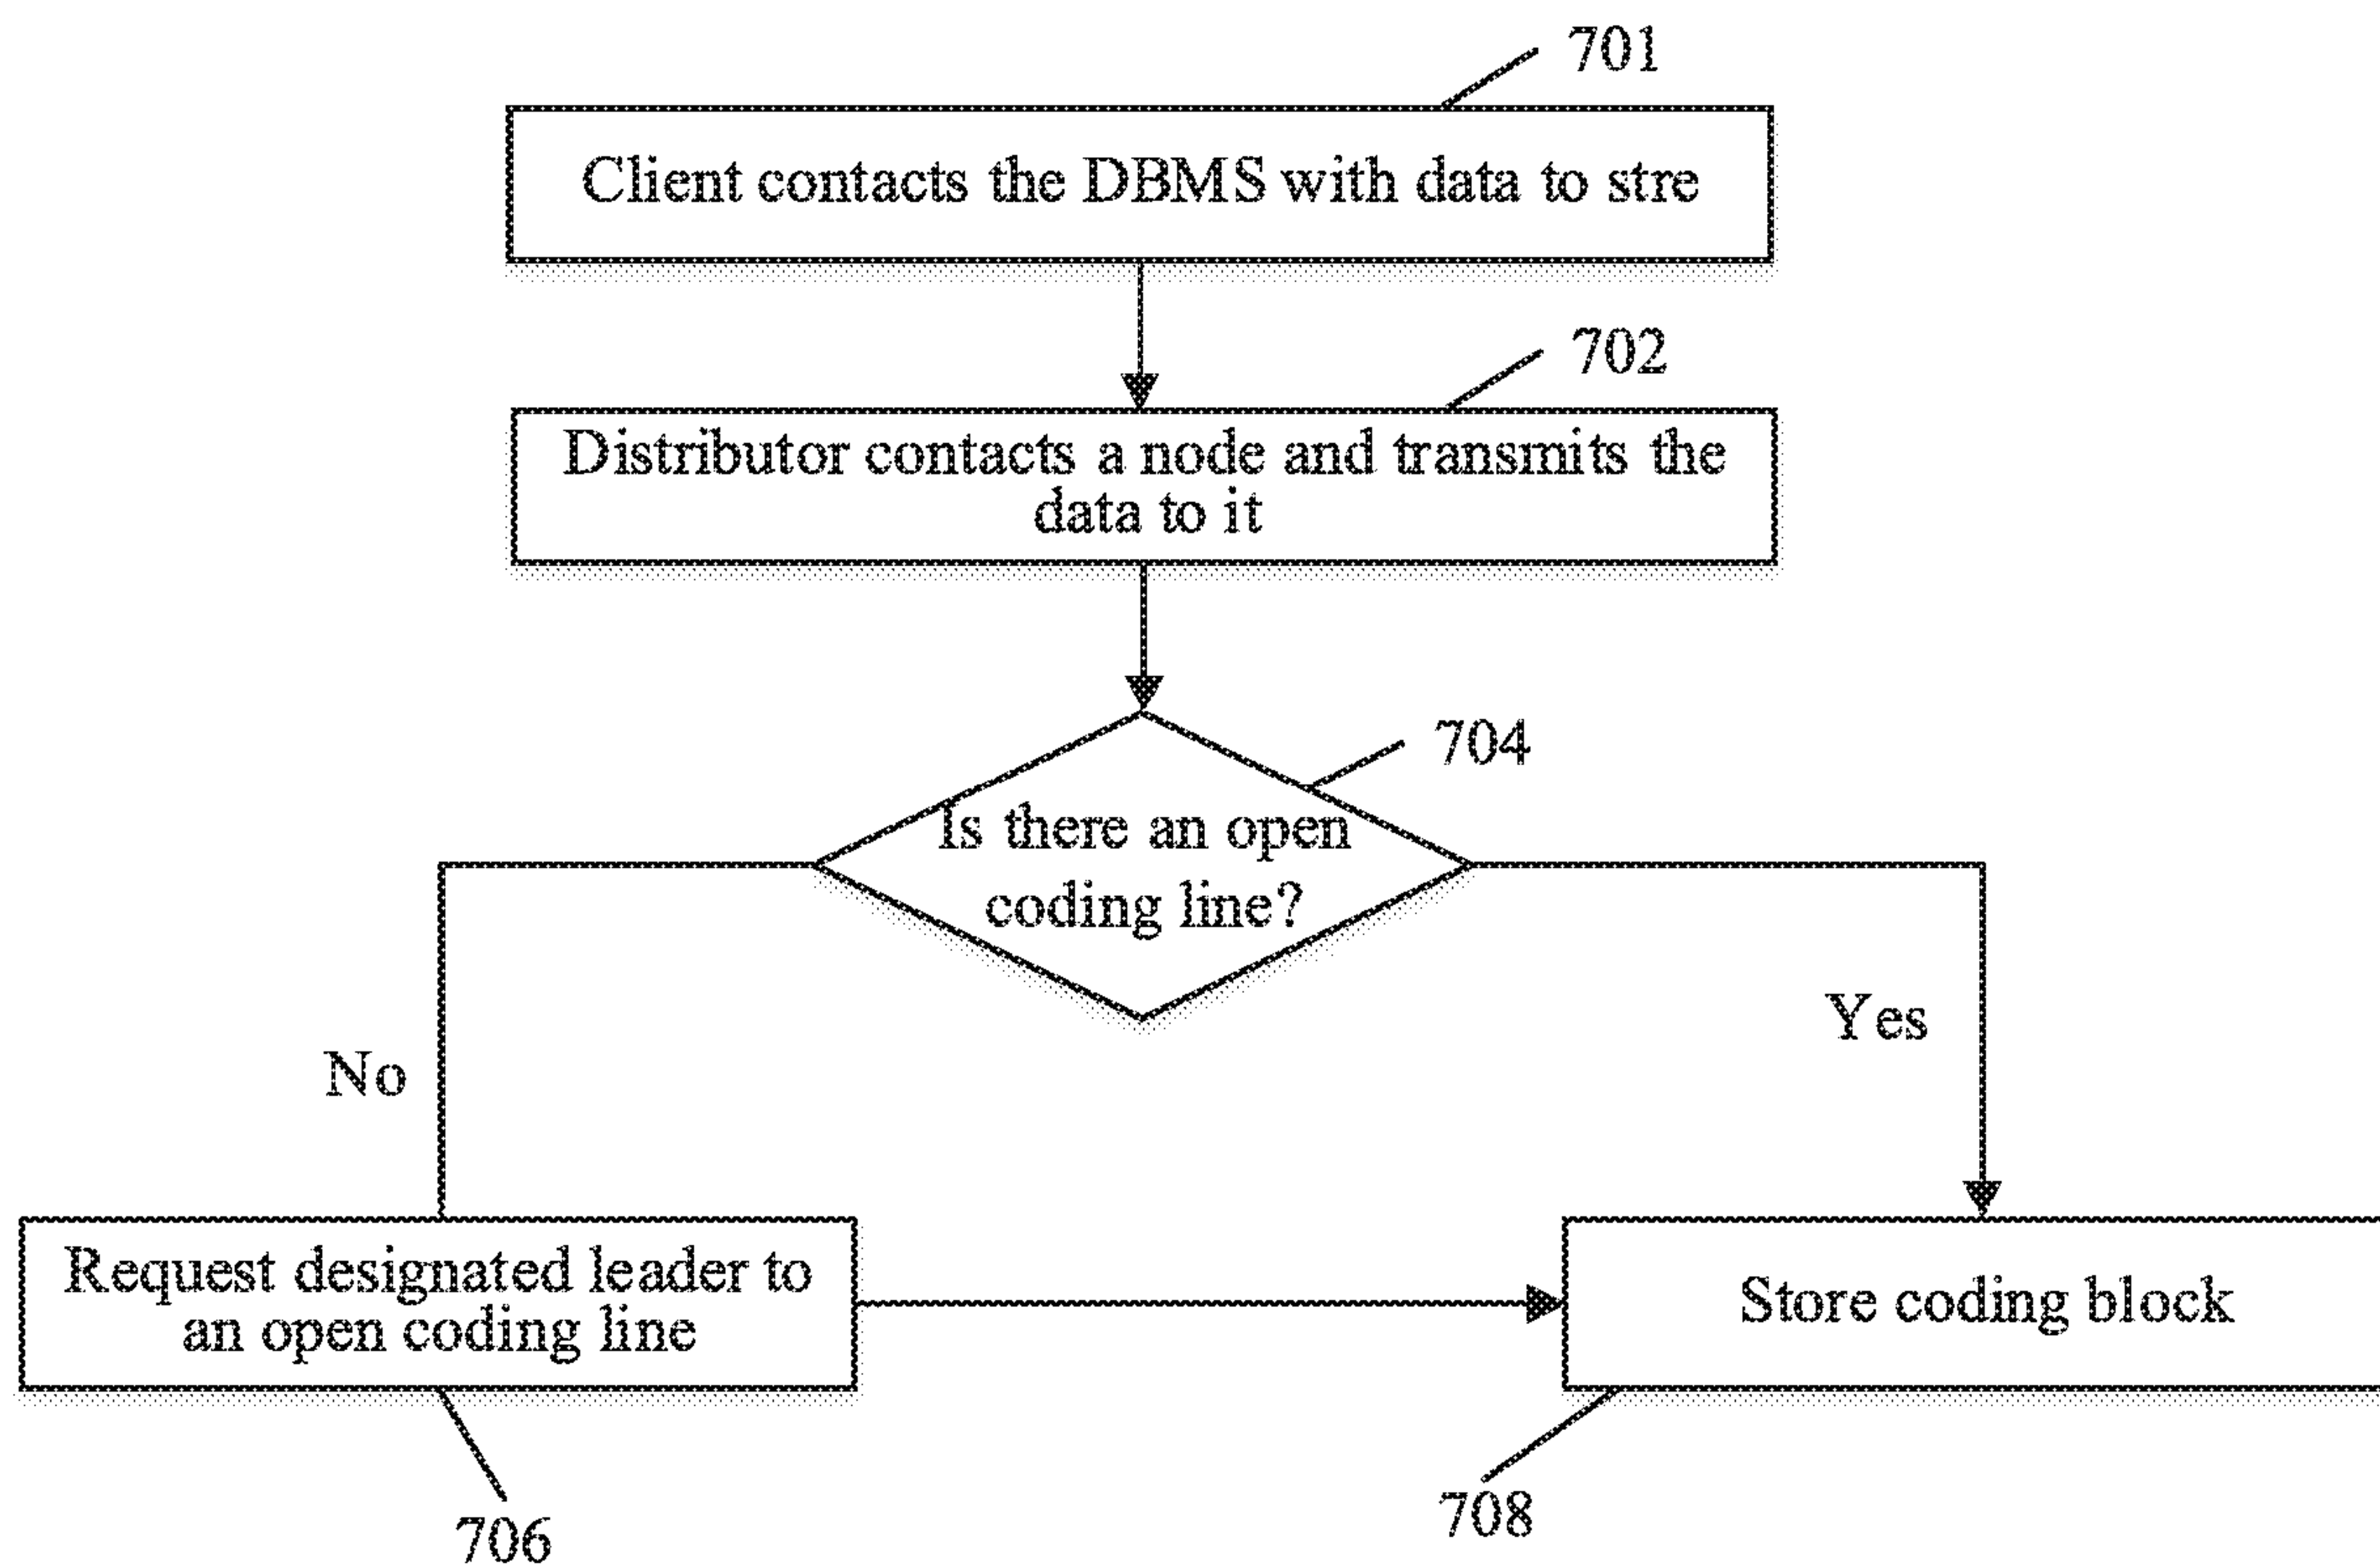 701
Client contacts the DBMS with data to stre
702
Distributor contacts a node and transmits the
data to it
704
Is there an open
coding line?
No
Yes
Request designated leader to
an open coding line
Store coding block
706
708